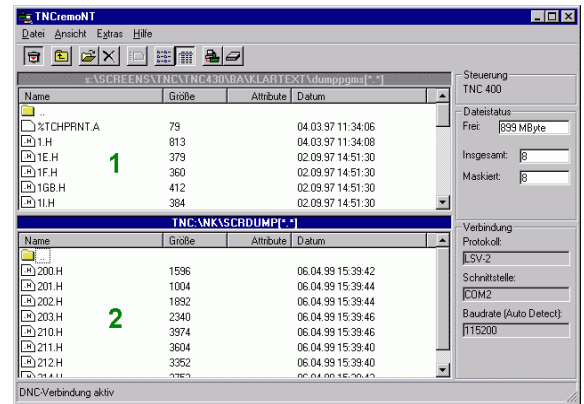 TNCremoNT
Datei Ansicht Extras Hilfe
s:\SCREENS\TNC\TNC430\BA\KLARTEXT\dumppgms[*.*]
Name Größe Attribute Datum
..
%TCHPRNT.A 79 04.03.97 11:34:06
1.H 813 04.03.97 11:34:08
1E.H 379 02.09.97 14:51:30
1F.H 360 02.09.97 14:51:30
1GB.H 412 02.09.97 14:51:30
1I.H 384 02.09.97 14:51:30
1
TNC:\NK\SCRDUMP[*.*]
Name Größe Attribute Datum
..
200.H 1596 06.04.99 15:39:42
201.H 1004 06.04.99 15:39:44
202.H 1892 06.04.99 15:39:44
203.H 2340 06.04.99 15:39:46
210.H 3974 06.04.99 15:39:46
211.H 3604 06.04.99 15:39:40
212.H 3352 06.04.99 15:39:40
2
Steuerung
TNC 400
Dateistatus
Frei: 899 MByte
Insgesamt: 8
Maskiert: 8
Verbindung
Protokoll:
LSV-2
Schnittstelle:
COM2
Baudrate (Auto Detect):
115200
DNC-Verbindung aktiv